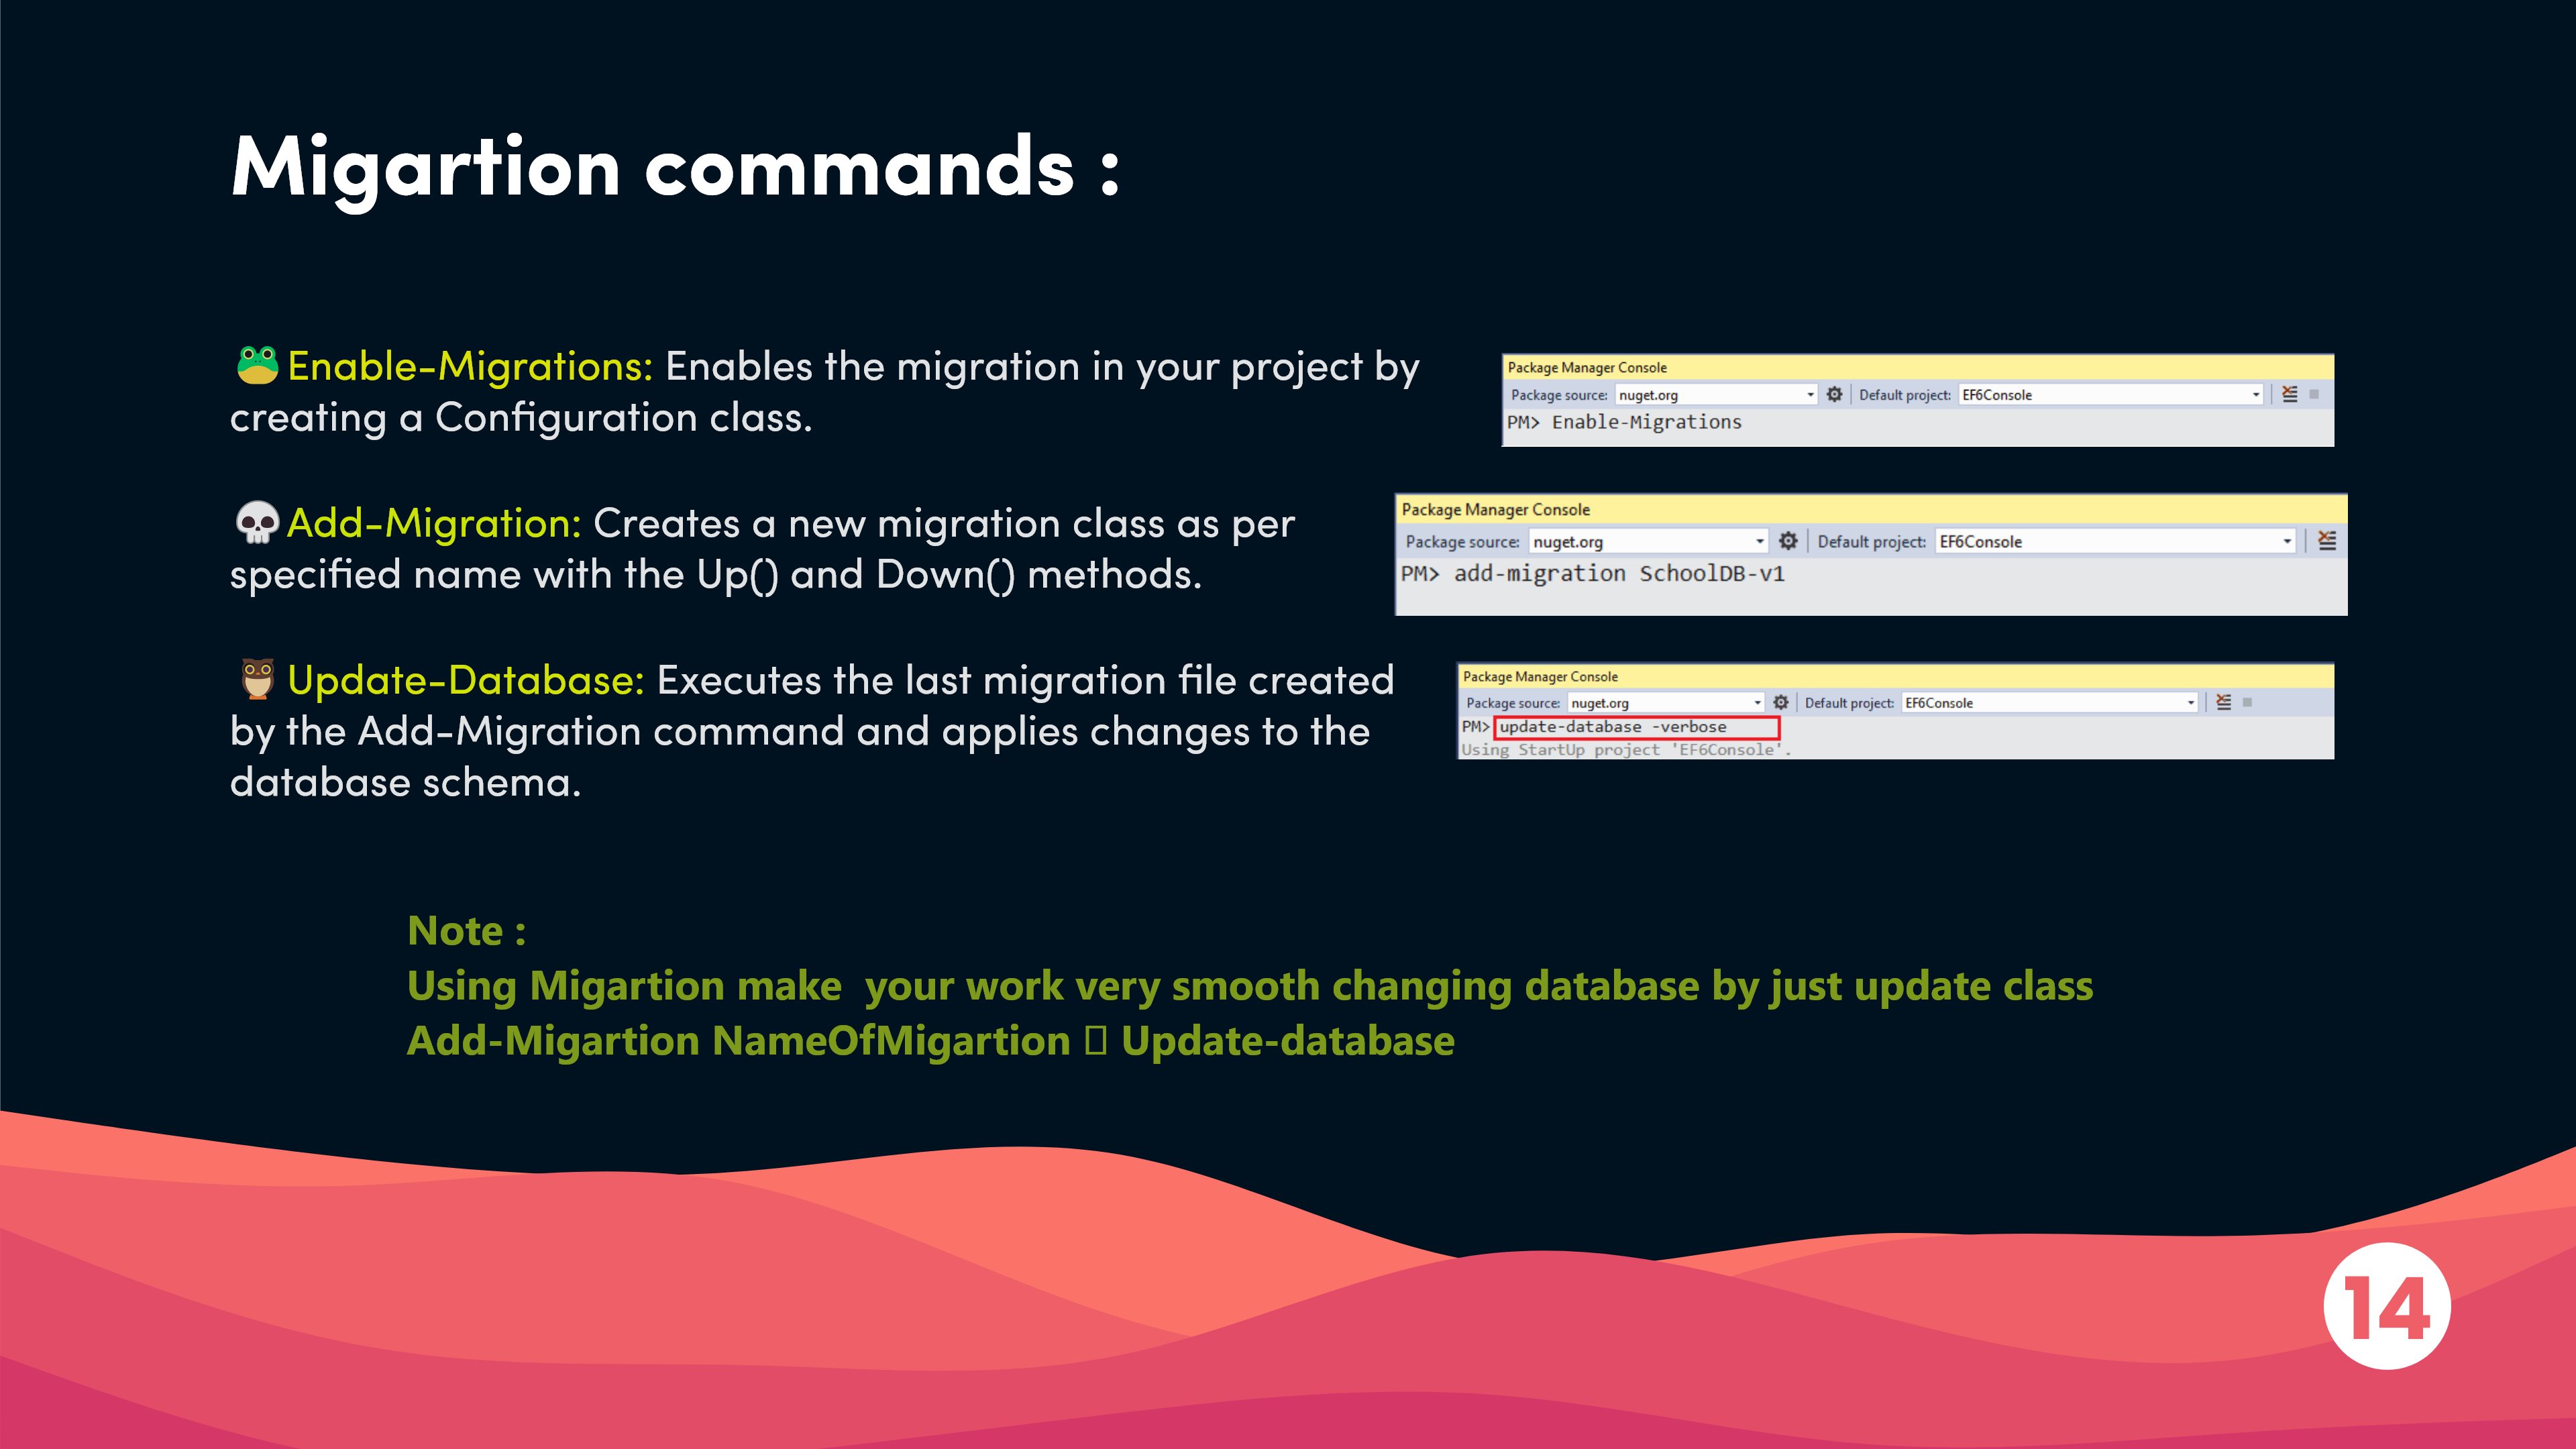 Migartion commands :
🐸Enable-Migrations: Enables the migration in your project by
creating a Configuration class.
Package Manager Console
Package source: nuget.org Default project: EF6Console
PM> Enable-Migrations
💀Add-Migration: Creates a new migration class as per
specified name with the Up() and Down() methods.
Package Manager Console
Package source: nuget.org Default project: EF6Console
PM> add-migration SchoolDB-v1
🦉Update-Database: Executes the last migration file created
by the Add-Migration command and applies changes to the
database schema.
Package Manager Console
Package source: nuget.org Default project: EF6Console
PM> update-database -verbose
Using StartUp project 'EF6Console'.
Note :
Using Migartion make  your work very smooth changing database by just update class
Add-Migartion NameOfMigartion  Update-database
14